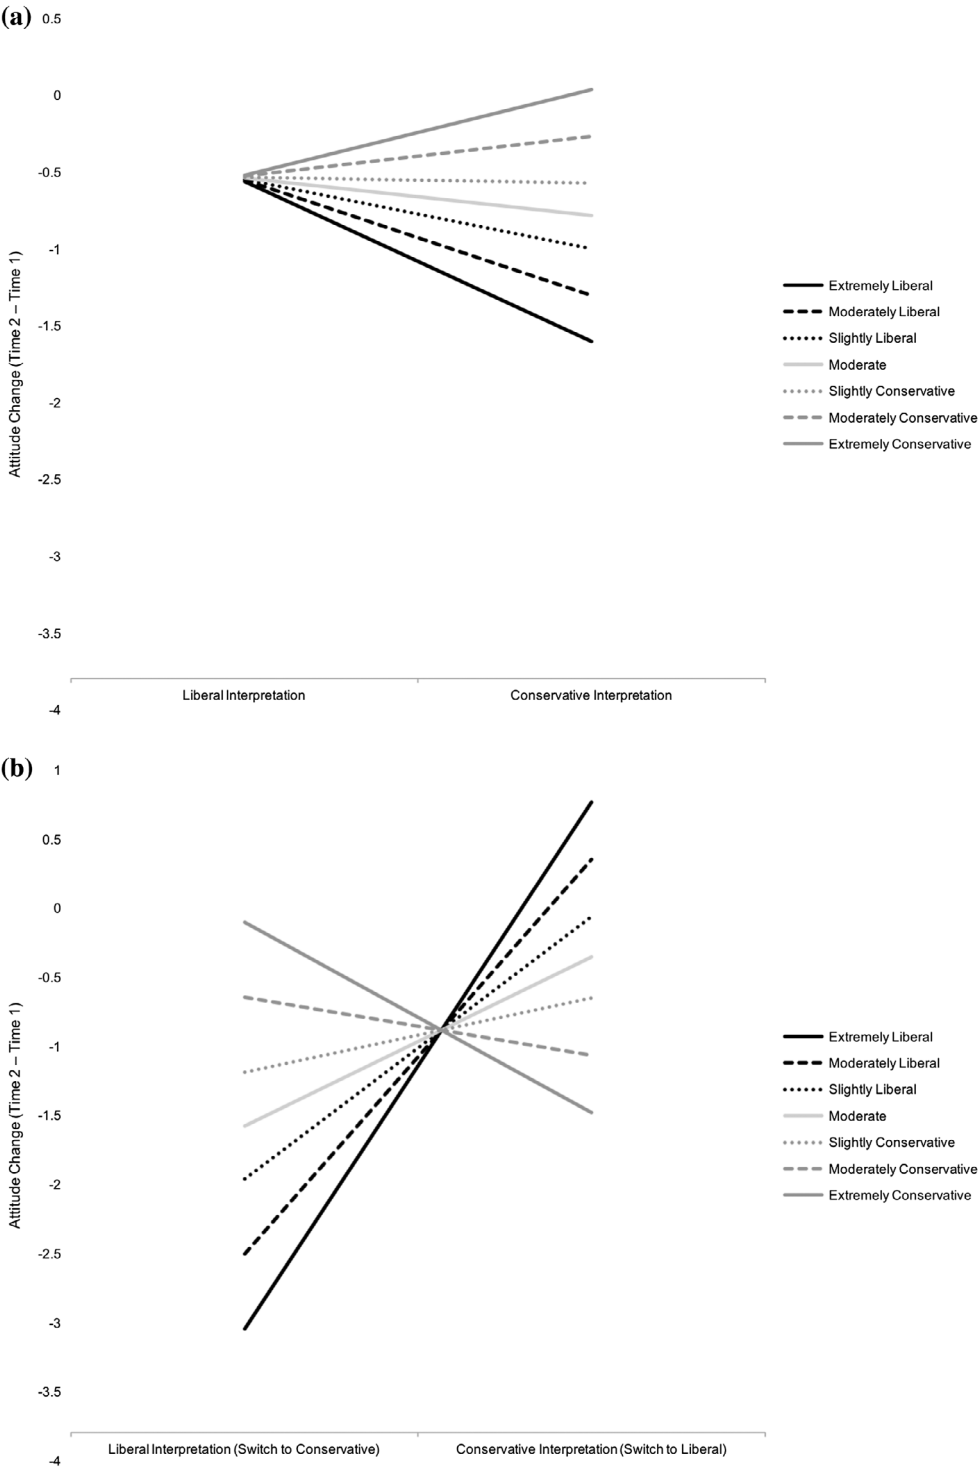 (a)
0.5
0
-0.5
-1
-1.5
-2
-2.5
-3
-3.5
-4
Attitude Change (Time 2 – Time 1)
Liberal Interpretation
Conservative Interpretation
Extremely Liberal
Moderately Liberal
Slightly Liberal
Moderate
Slightly Conservative
Moderately Conservative
Extremely Conservative
(b)
1
0.5
0
-0.5
-1
-1.5
-2
-2.5
-3
-3.5
-4
Attitude Change (Time 2 – Time 1)
Liberal Interpretation (Switch to Conservative)
Conservative Interpretation (Switch to Liberal)
Extremely Liberal
Moderately Liberal
Slightly Liberal
Moderate
Slightly Conservative
Moderately Conservative
Extremely Conservative